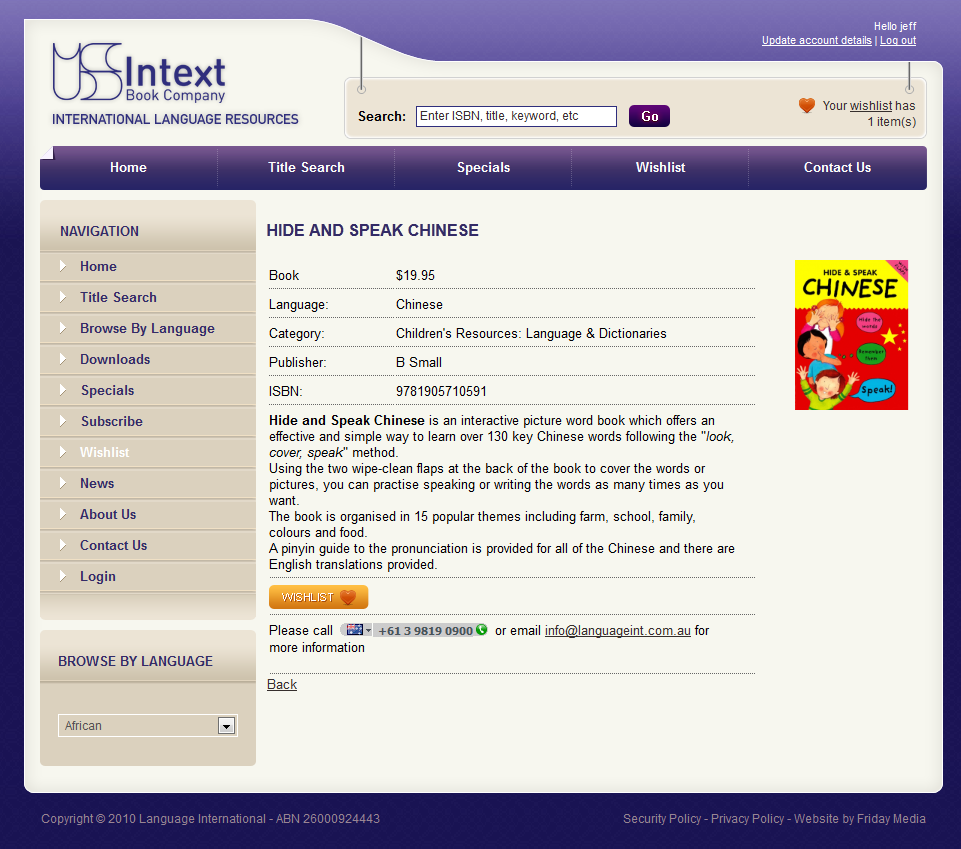 Hello jeff
Update account details | Log out
Intext
Book Company
INTERNATIONAL LANGUAGE RESOURCES
Search: Enter ISBN, title, keyword, etc Go
Your wishlist has
1 item(s)
Home Title Search Specials Wishlist Contact Us
NAVIGATION
Home
Title Search
Browse By Language
Downloads
Specials
Subscribe
Wishlist
News
About Us
Contact Us
Login
BROWSE BY LANGUAGE
African
HIDE AND SPEAK CHINESE
Book $19.95
Language: Chinese
Category: Children's Resources: Language & Dictionaries
Publisher: B Small
ISBN: 9781905710591
Hide and Speak Chinese is an interactive picture word book which offers an
effective and simple way to learn over 130 key Chinese words following the "look,
cover, speak" method.
Using the two wipe-clean flaps at the back of the book to cover the words or
pictures, you can practise speaking or writing the words as many times as you
want.
The book is organised in 15 popular themes including farm, school, family,
colours and food.
A pinyin guide to the pronunciation is provided for all of the Chinese and there are
English translations provided.
WISHLIST
Please call +61 3 9819 0900 or email info@languageint.com.au for
more information
Back
HIDE & SPEAK
CHINESE
Hide the
words
Remember
them
Speak!
Copyright © 2010 Language International - ABN 26000924443
Security Policy - Privacy Policy - Website by Friday Media